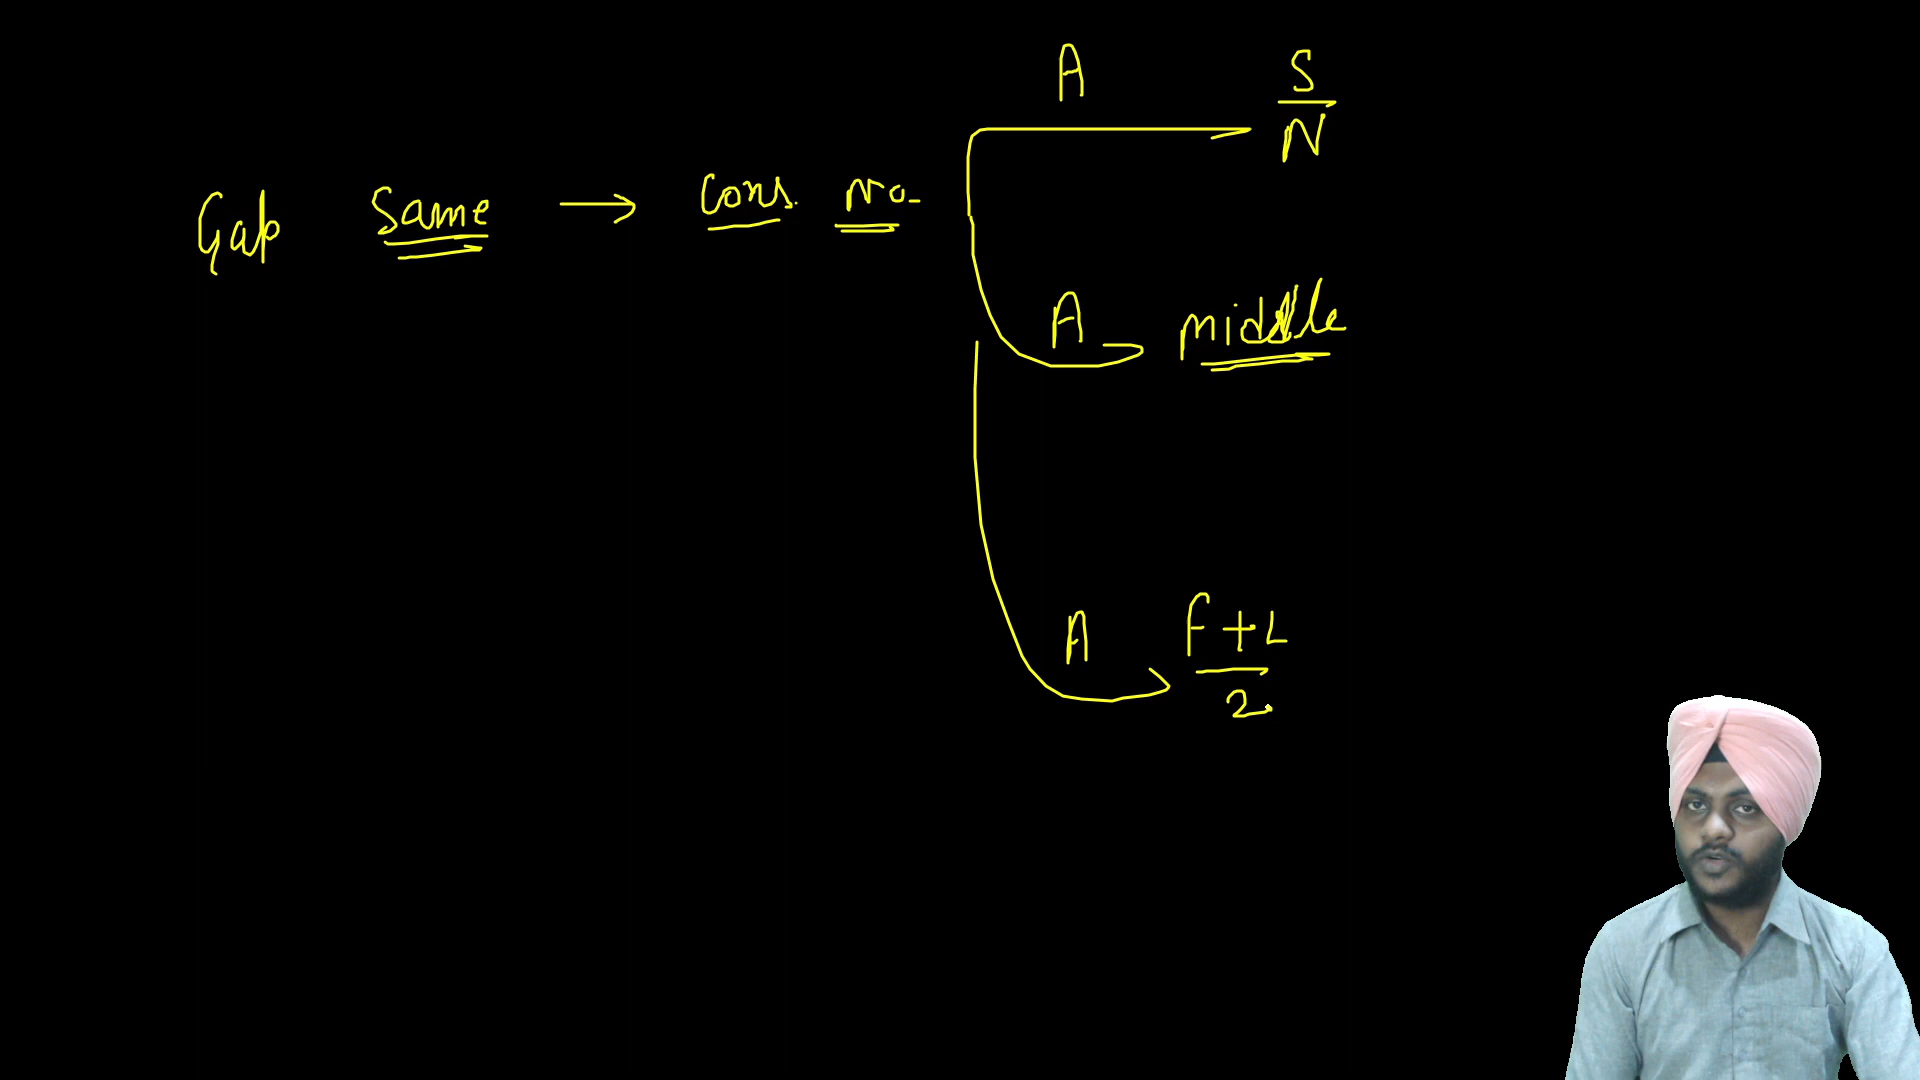 A S
N
Gap Same → Cons. No.
A middle
A F+L
2